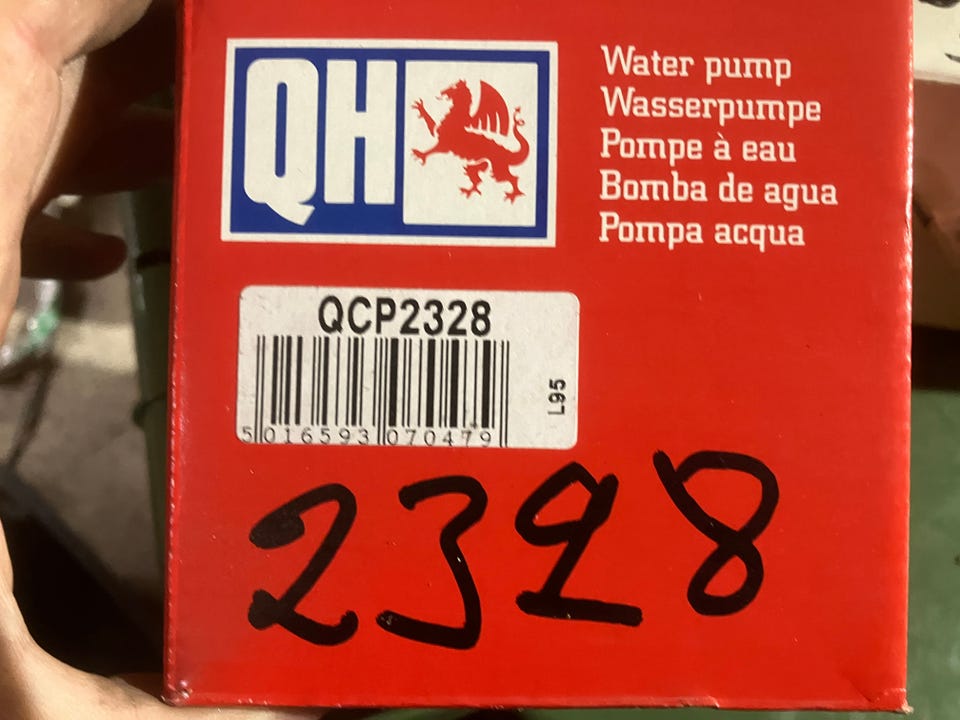 QH
Water pump
Wasserpumpe
Pompe à eau
Bomba de agua
Pompa acqua
QCP2328
L95
5 016593 070479
2328